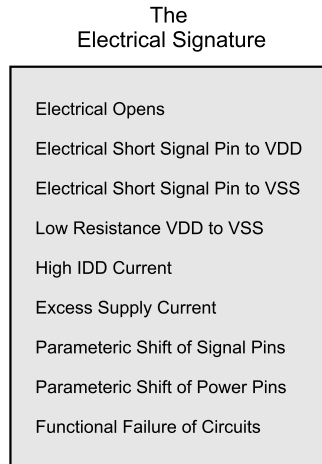 The
Electrical Signature
Electrical Opens
Electrical Short Signal Pin to VDD
Electrical Short Signal Pin to VSS
Low Resistance VDD to VSS
High IDD Current
Excess Supply Current
Parameteric Shift of Signal Pins
Parameteric Shift of Power Pins
Functional Failure of Circuits